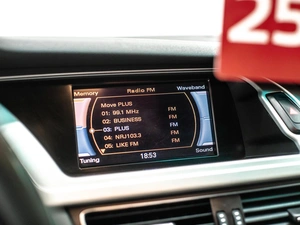 25
Memory Radio FM Waveband
Move PLUS
01: 99.1 MHz FM
02: BUSINESS FM
03: PLUS FM
04: NRJ103.3 FM
05: LIKE FM FM
Tuning 18:53 Sound